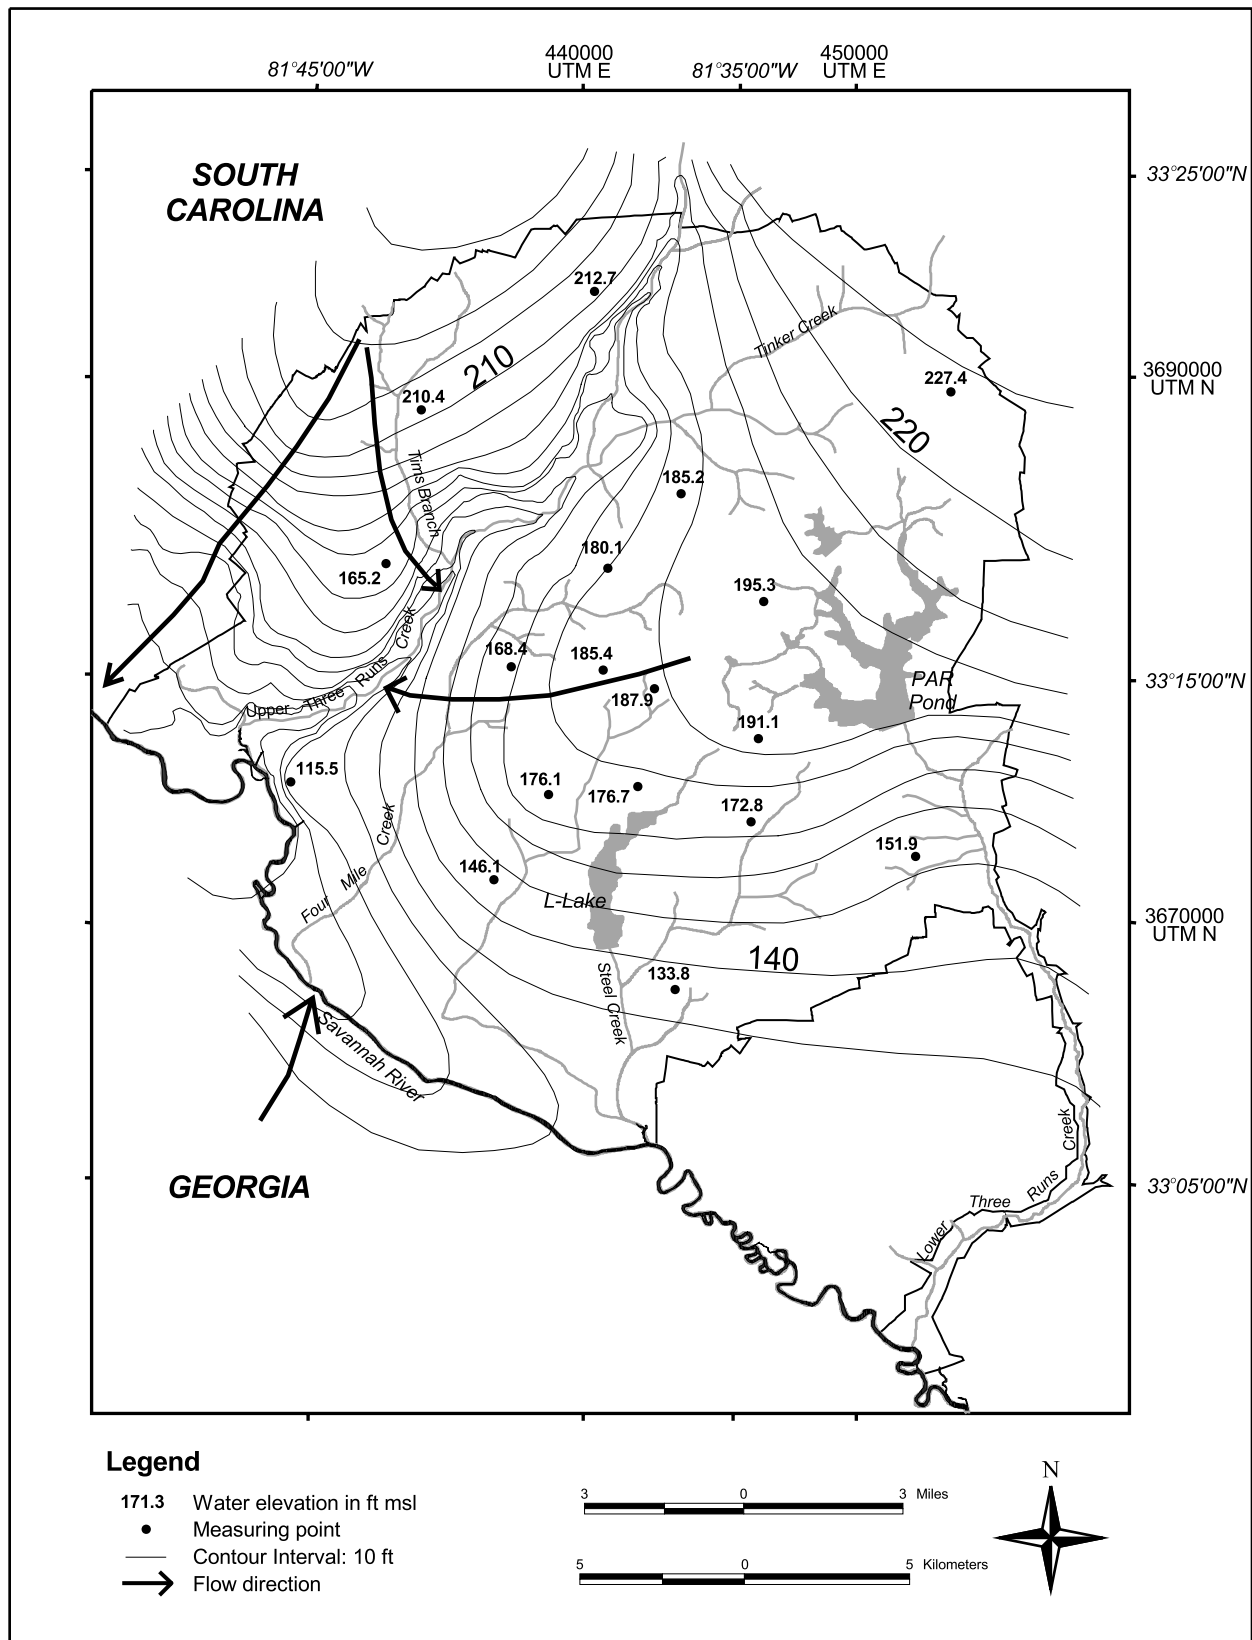 81°45'00"W
440000
UTM E
81°35'00"W
450000
UTM E
SOUTH
CAROLINA
33°25'00"N
212.7
Tinker Creek
210
227.4
3690000
UTM N
210.4
220
Tims Branch
185.2
180.1
165.2
195.3
Creek
168.4
185.4
Runs
PAR
Pond
33°15'00"N
187.9
Three
Upper
191.1
115.5
176.1
176.7
172.8
Creek
151.9
146.1
Mile
Four
L-Lake
3670000
UTM N
140
133.8
Steel Creek
Savannah River
Creek
GEORGIA
33°05'00"N
Runs
Three
Lower
Legend
171.3 Water elevation in ft msl
Measuring point
Contour Interval: 10 ft
Flow direction
3 0 3 Miles
5 0 5 Kilometers
N